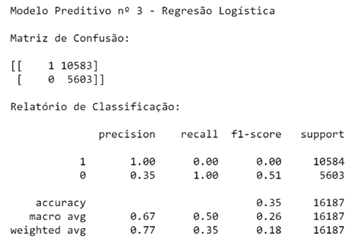 Modelo Preditivo nº 3 - Regresão Logística
Matriz de Confusão:
[[ 1 10583]
[ 0 5603]]
Relatório de Classificação:
precision recall f1-score support
1 1.00 0.00 0.00 10584
0 0.35 1.00 0.51 5603
accuracy 0.35 16187
macro avg 0.67 0.50 0.26 16187
weighted avg 0.77 0.35 0.18 16187